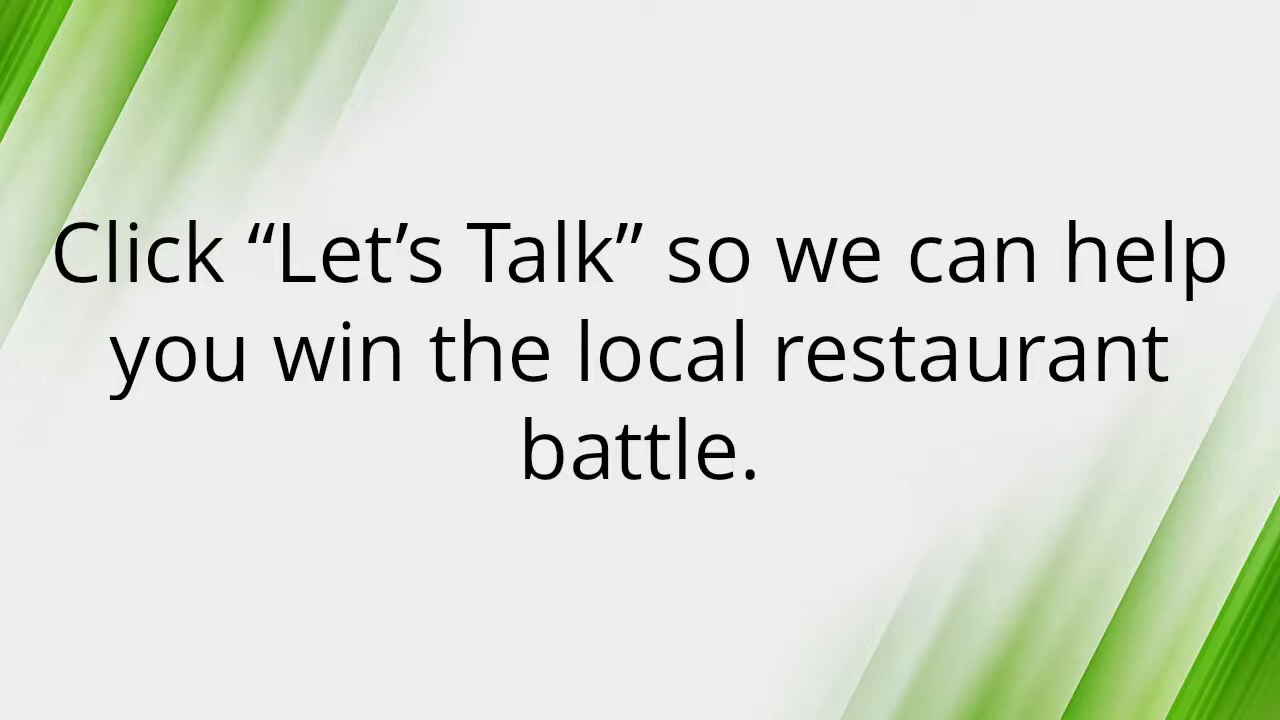 Click “Let’s Talk” so we can help
you win the local restaurant
battle.